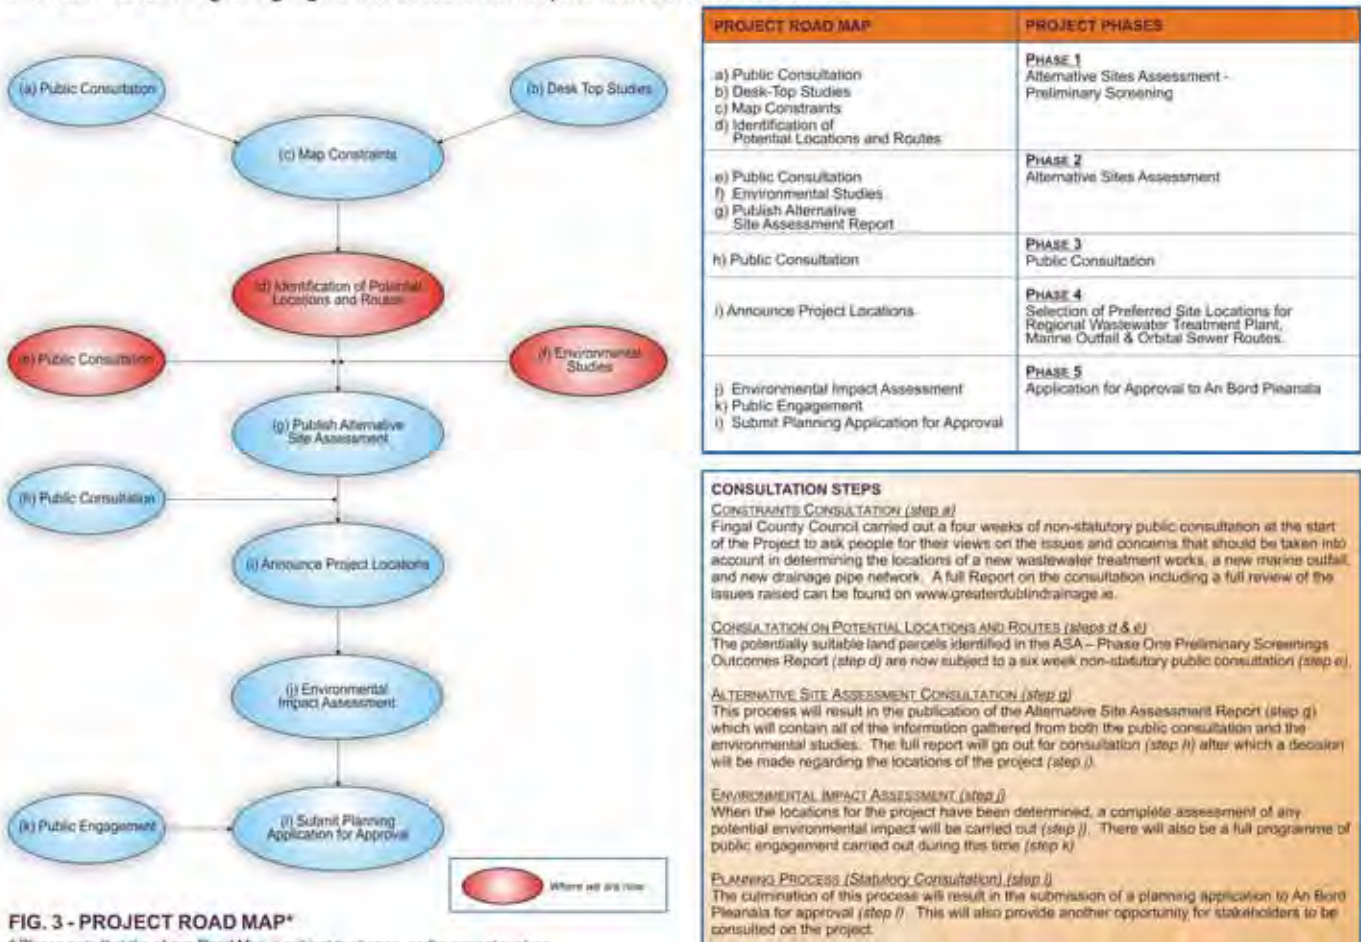 (a) Public Consultation
(b) Desk Top Studies
(c) Map Constraints
(d) Identification of Potential
Locations and Routes
(e) Public Consultation
(f) Environmental
Studies
(g) Publish Alternative
Site Assessment
(h) Public Consultation
(i) Announce Project Locations
(j) Environmental
Impact Assessment
(k) Public Engagement
(l) Submit Planning
Application for Approval
Where we are now
FIG. 3 - PROJECT ROAD MAP*
PROJECT ROAD MAP
PROJECT PHASES
a) Public Consultation
b) Desk-Top Studies
c) Map Constraints
d) Identification of
Potential Locations and Routes
PHASE 1
Alternative Sites Assessment -
Preliminary Screening
e) Public Consultation
f) Environmental Studies
g) Publish Alternative
Site Assessment Report
PHASE 2
Alternative Sites Assessment
h) Public Consultation
PHASE 3
Public Consultation
i) Announce Project Locations
PHASE 4
Selection of Preferred Site Locations for
Regional Wastewater Treatment Plant,
Marine Outfall & Orbital Sewer Routes.
j) Environmental Impact Assessment
k) Public Engagement
l) Submit Planning Application for Approval
PHASE 5
Application for Approval to An Bord Pleanala
CONSULTATION STEPS
CONSTRAINTS CONSULTATION (step a)
Fingal County Council carried out a four weeks of non-statutory public consultation at the start
of the Project to ask people for their views on the issues and concerns that should be taken into
account in determining the locations of a new wastewater treatment works, a new marine outfall,
and new drainage pipe network. A full Report on the consultation including a full review of the
issues raised can be found on www.greaterdublindrainage.ie.
CONSULTATION ON POTENTIAL LOCATIONS AND ROUTES (steps d & e)
The potentially suitable land parcels identified in the ASA – Phase One Preliminary Screenings
Outcomes Report (step d) are now subject to a six week non-statutory public consultation (step e).
ALTERNATIVE SITE ASSESSMENT CONSULTATION (step g)
This process will result in the publication of the Alternative Site Assessment Report (step g)
which will contain all of the information gathered from both the public consultation and the
environmental studies. The full report will go out for consultation (step h) after which a decision
will be made regarding the locations of the project (step i).
ENVIRONMENTAL IMPACT ASSESSMENT (step j)
When the locations for the project have been determined, a complete assessment of any
potential environmental impact will be carried out (step j). There will also be a full programme of
public engagement carried out during this time (step k)
PLANNING PROCESS (Statutory Consultation) (step l)
The culmination of this process will result in the submission of a planning application to An Bord
Pleanala for approval (step l). This will also provide another opportunity for stakeholders to be
consulted on the project.